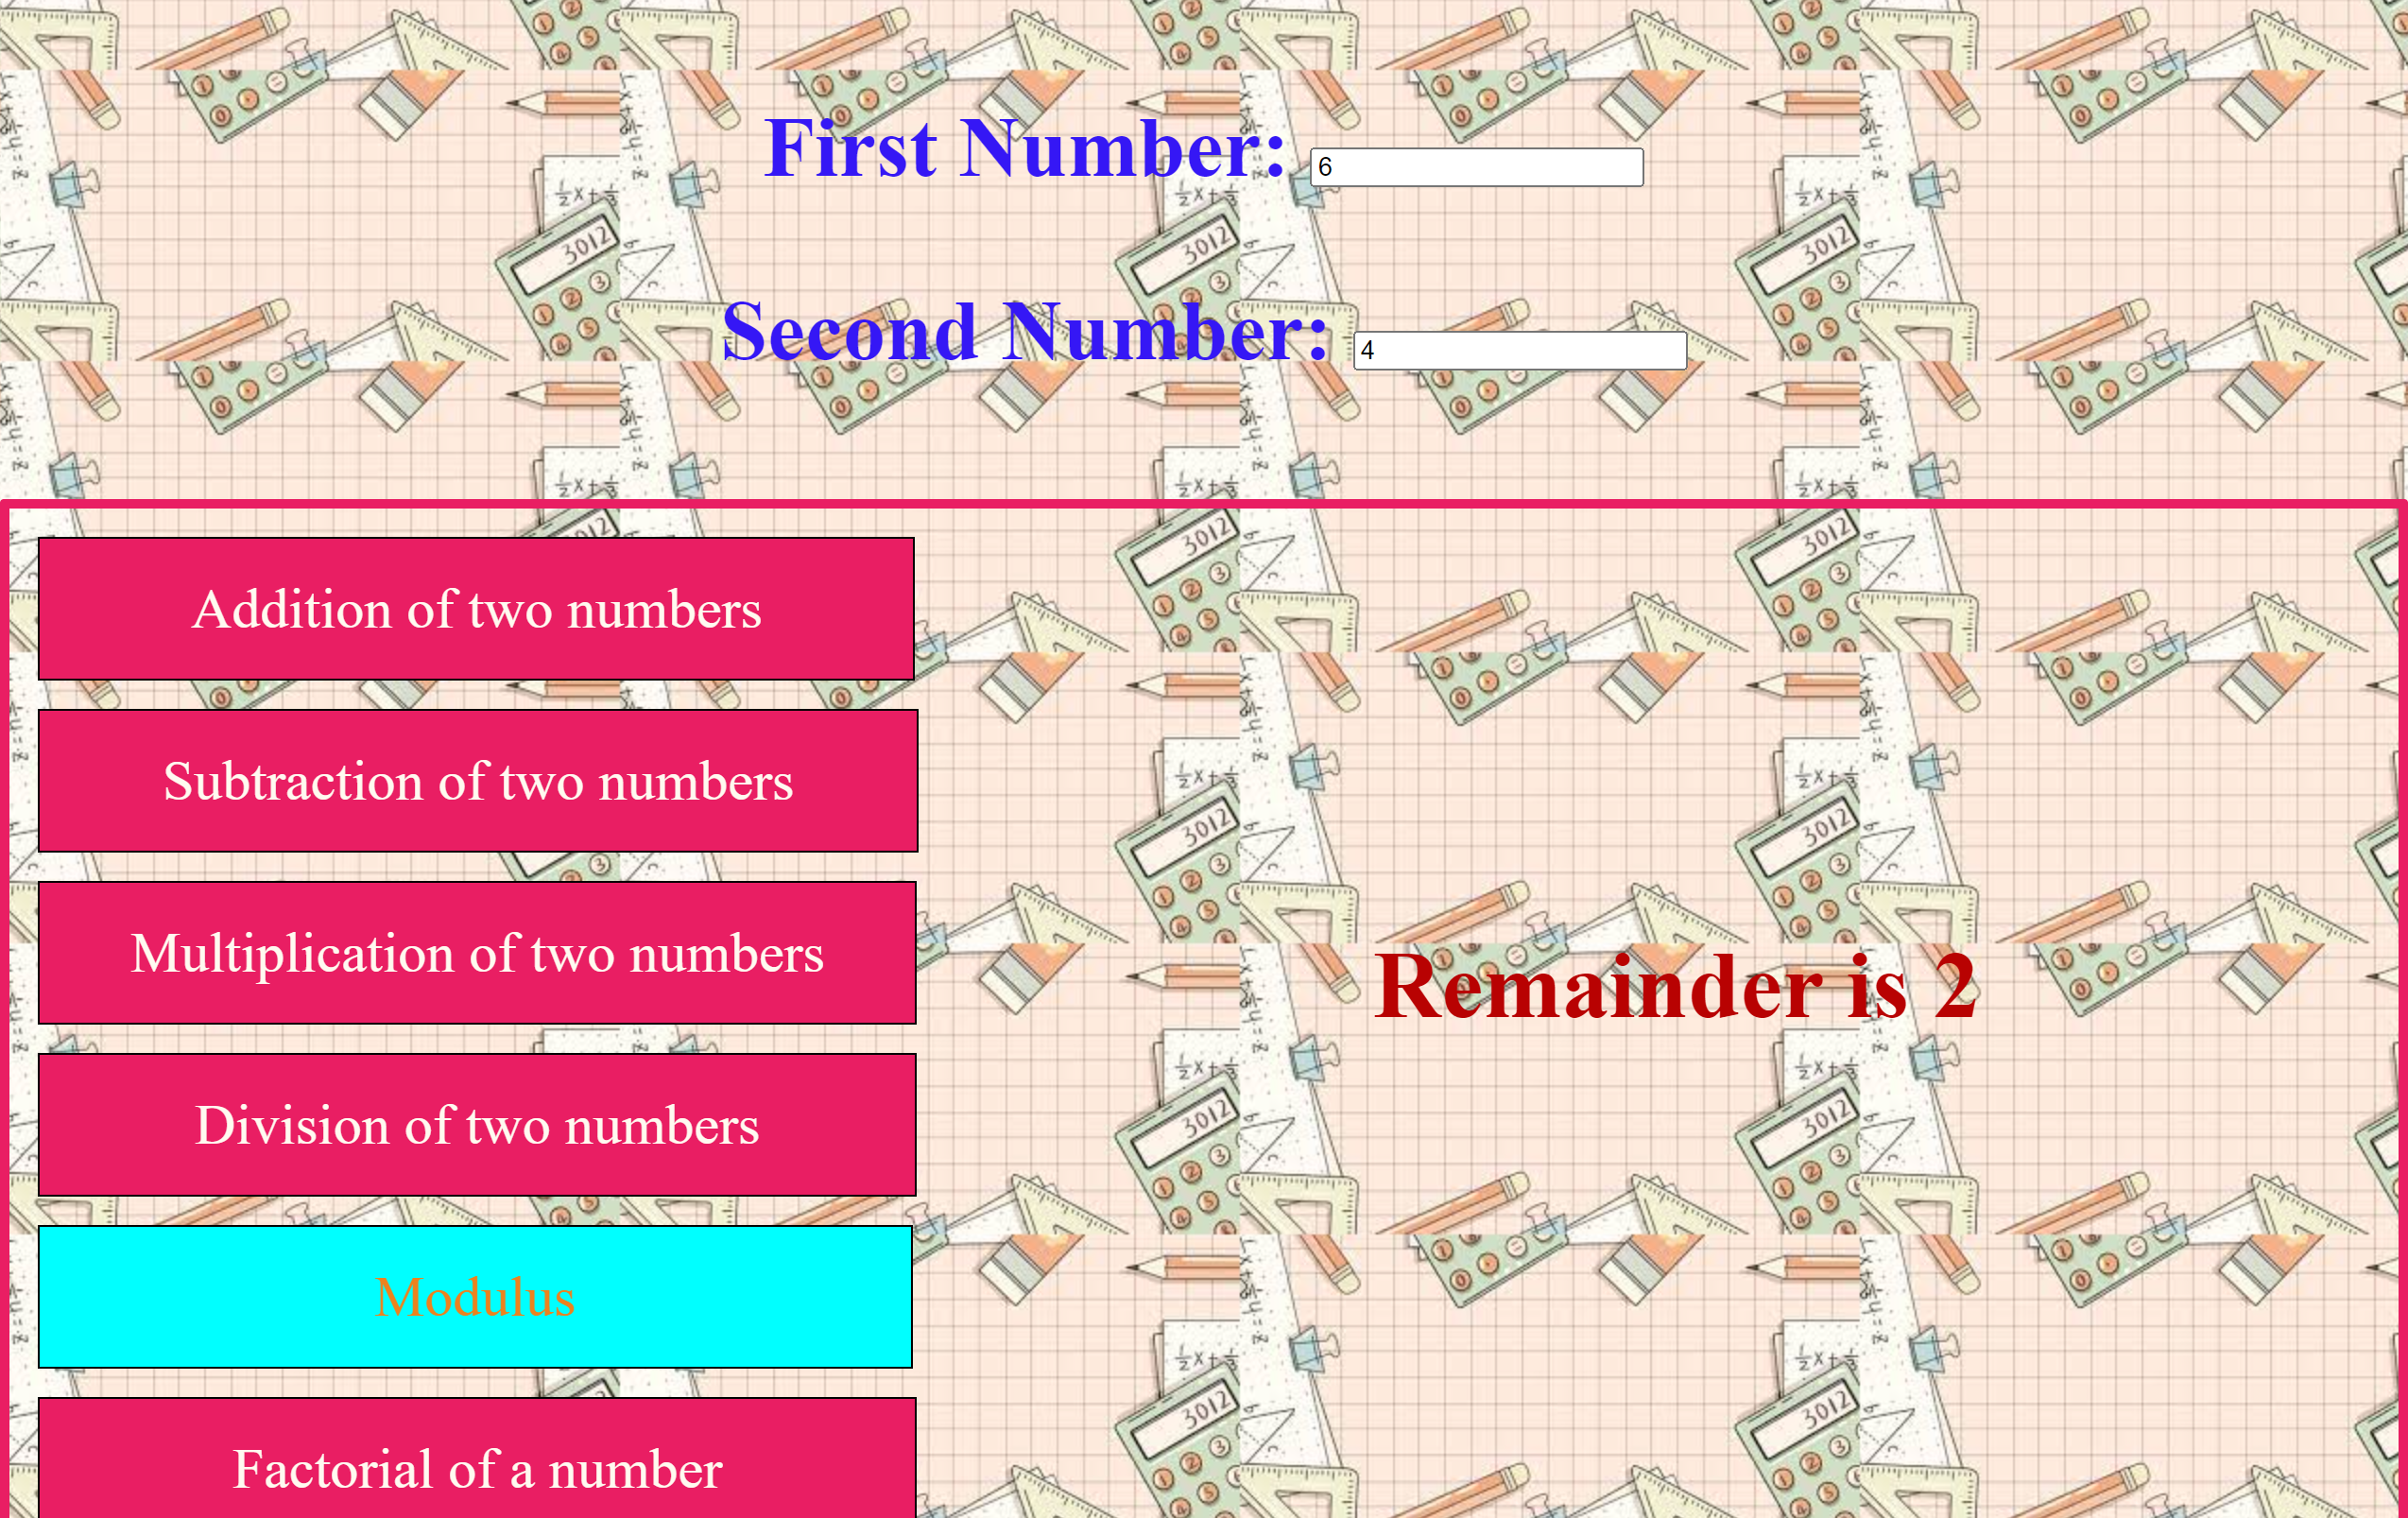 First Number: 6
Second Number: 4
Addition of two numbers
Subtraction of two numbers
Multiplication of two numbers
Division of two numbers
Remainder is 2
Modulus
Factorial of a number
3012